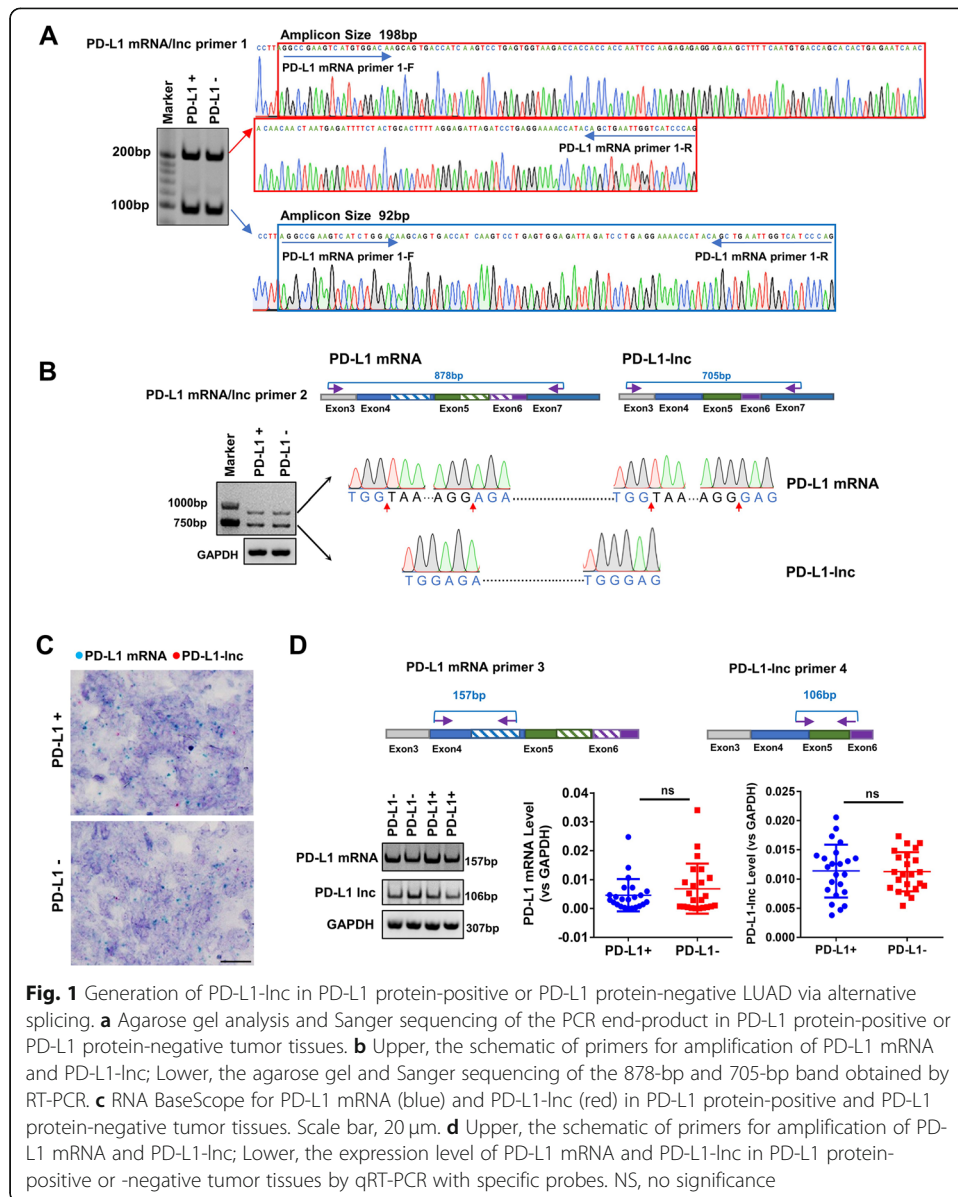 A
PD-L1 mRNA/lnc primer 1
Marker
PD-L1 +
PD-L1 -
200bp
100bp
Amplicon Size 198bp
PD-L1 mRNA primer 1-F
PD-L1 mRNA primer 1-R
Amplicon Size 92bp
CCTTAGGCCGAAGTCATCTGGACAAGCAGTGACCATCAAGTCCTGAGTGGAGATTAGATCCTGAGGAAAACCATACAGCTGAATTGGTCATCCCAG
PD-L1 mRNA primer 1-F
PD-L1 mRNA primer 1-R
B
PD-L1 mRNA
PD-L1-lnc
PD-L1 mRNA/lnc primer 2
878bp
705bp
Exon3 Exon4 Exon5 Exon6 Exon7
Exon3 Exon4 Exon5 Exon6 Exon7
Marker
PD-L1 +
PD-L1 -
1000bp
750bp
GAPDH
TGGTAA··AGGAGA TGGTAA··AGGGAG
PD-L1 mRNA
TGGAGA TGGGAG
PD-L1-lnc
C
PD-L1 mRNA PD-L1-lnc
PD-L1 +
PD-L1 -
D
PD-L1 mRNA primer 3
PD-L1-lnc primer 4
157bp
106bp
Exon3 Exon4 Exon5 Exon6
Exon3 Exon4 Exon5 Exon6
PD-L1-
PD-L1-
PD-L1+
PD-L1+
PD-L1 mRNA 157bp
PD-L1 lnc 106bp
GAPDH 307bp
PD-L1 mRNA Level
(vs GAPDH)
0.04
0.03
0.02
0.01
0.00
-0.01
ns
PD-L1+ PD-L1-
PD-L1-lnc Level (vs GAPDH)
0.025
0.020
0.015
0.010
0.005
0.000
ns
PD-L1+ PD-L1-
Fig. 1 Generation of PD-L1-lnc in PD-L1 protein-positive or PD-L1 protein-negative LUAD via alternative
splicing. a Agarose gel analysis and Sanger sequencing of the PCR end-product in PD-L1 protein-positive or
PD-L1 protein-negative tumor tissues. b Upper, the schematic of primers for amplification of PD-L1 mRNA
and PD-L1-lnc; Lower, the agarose gel and Sanger sequencing of the 878-bp and 705-bp band obtained by
RT-PCR. c RNA BaseScope for PD-L1 mRNA (blue) and PD-L1-lnc (red) in PD-L1 protein-positive and PD-L1
protein-negative tumor tissues. Scale bar, 20 μm. d Upper, the schematic of primers for amplification of PD-
L1 mRNA and PD-L1-lnc; Lower, the expression level of PD-L1 mRNA and PD-L1-lnc in PD-L1 protein-
positive or -negative tumor tissues by qRT-PCR with specific probes. NS, no significance